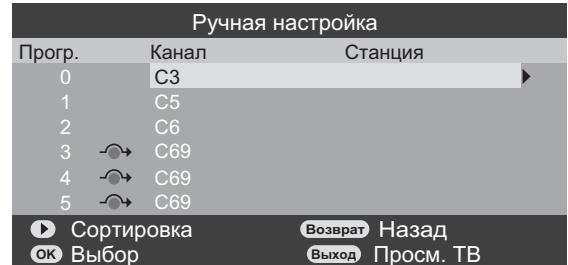 Ручная настройка
Прогр. Канал Станция
0 C3
1 C5
2 C6
3 C69
4 C69
5 C69
Сортировка Возврат Назад
OK Выбор Выход Просм. ТВ